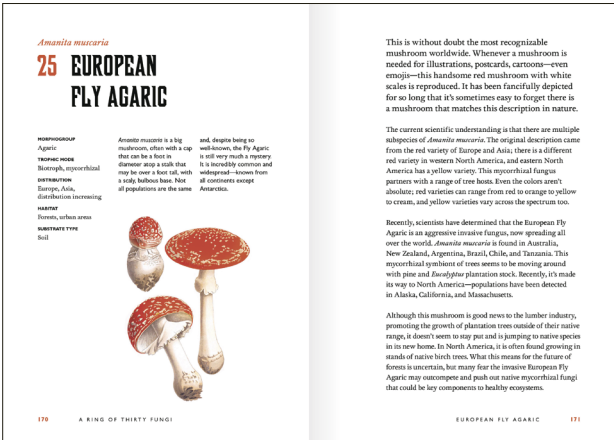 Amanita muscaria
25 EUROPEAN
FLY AGARIC
MORPHOGROUP
Agaric
TROPHIC MODE
Biotroph, mycorrhizal
DISTRIBUTION
Europe, Asia,
distribution increasing
HABITAT
Forests, urban areas
SUBSTRATE TYPE
Soil
Amanita muscaria is a big
mushroom, often with a cap
that can be a foot in
diameter atop a stalk that
may be over a foot tall, with
a scaly, bulbous base. Not
all populations are the same
and, despite being so
well-known, the Fly Agaric
is still very much a mystery.
It is incredibly common and
widespread—known from
all continents except
Antarctica.
170 A RING OF THIRTY FUNGI
This is without doubt the most recognizable
mushroom worldwide. Whenever a mushroom is
needed for illustrations, postcards, cartoons—even
emojis—this handsome red mushroom with white
scales is reproduced. It has been fancifully depicted
for so long that it's sometimes easy to forget there is
a mushroom that matches this description in nature.
The current scientific understanding is that there are multiple
subspecies of Amanita muscaria. The original description came
from the red variety of Europe and Asia; there is a different
red variety in western North America, and eastern North
America has a yellow variety. This mycorrhizal fungus
partners with a range of tree hosts. Even the colors aren't
absolute; red varieties can range from red to orange to yellow
to cream, and yellow varieties vary across the spectrum too.
Recently, scientists have determined that the European Fly
Agaric is an aggressive invasive fungus, now spreading all
over the world. Amanita muscaria is found in Australia,
New Zealand, Argentina, Brazil, Chile, and Tanzania. This
mycorrhizal symbiont of trees seems to be moving around
with pine and Eucalyptus plantation stock. Recently, it's made
its way to North America—populations have been detected
in Alaska, California, and Massachusetts.
Although this mushroom is good news to the lumber industry,
promoting the growth of plantation trees outside of their native
range, it doesn't seem to stay put and is jumping to native species
in its new home. In North America, it is often found growing in
stands of native birch trees. What this means for the future of
forests is uncertain, but many fear the invasive European Fly
Agaric may outcompete and push out native mycorrhizal fungi
that could be key components to healthy ecosystems.
EUROPEAN FLY AGARIC 171